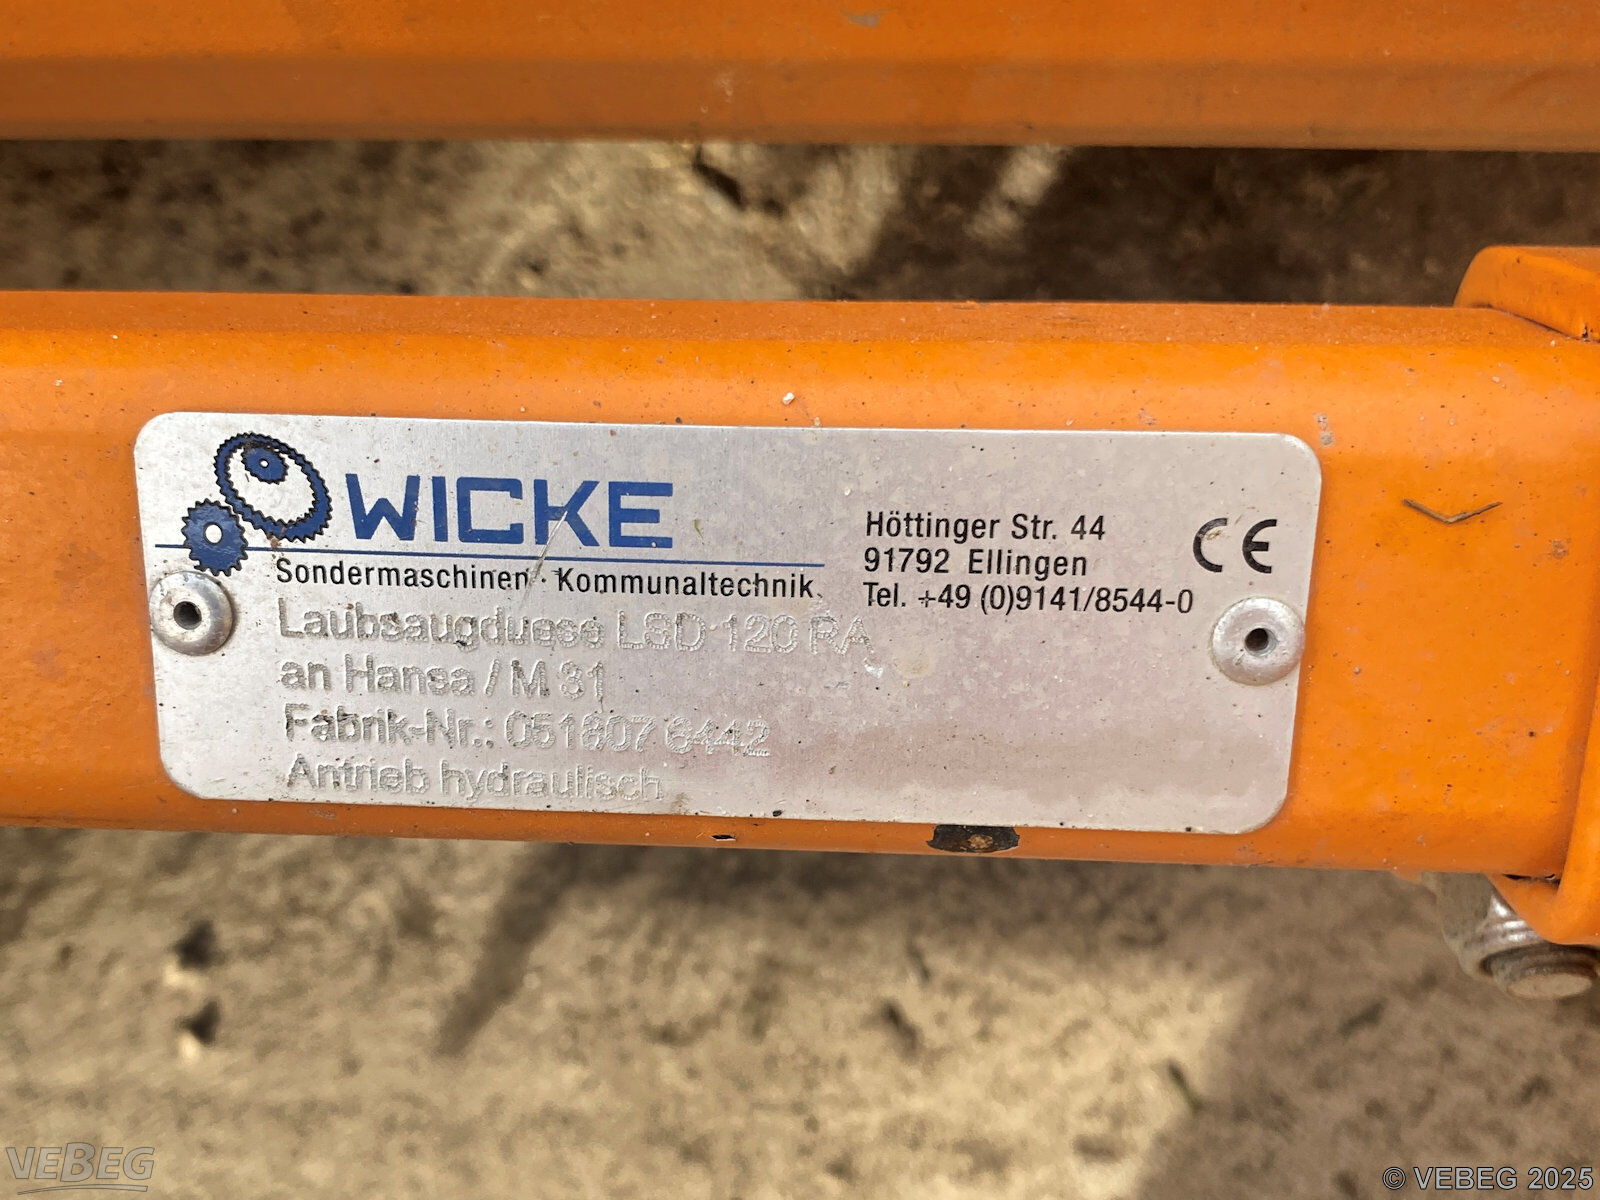 WICKE
Sondermaschinen · Kommunaltechnik
Höttinger Str. 44
91792 Ellingen
Tel. +49 (0)9141/8544-0
CE
Laubsaugduese LSD 120 RA
an Hansa / M 31
Fabrik-Nr.: 051807 6442
Antrieb hydraulisch
VEBEG
© VEBEG 2025